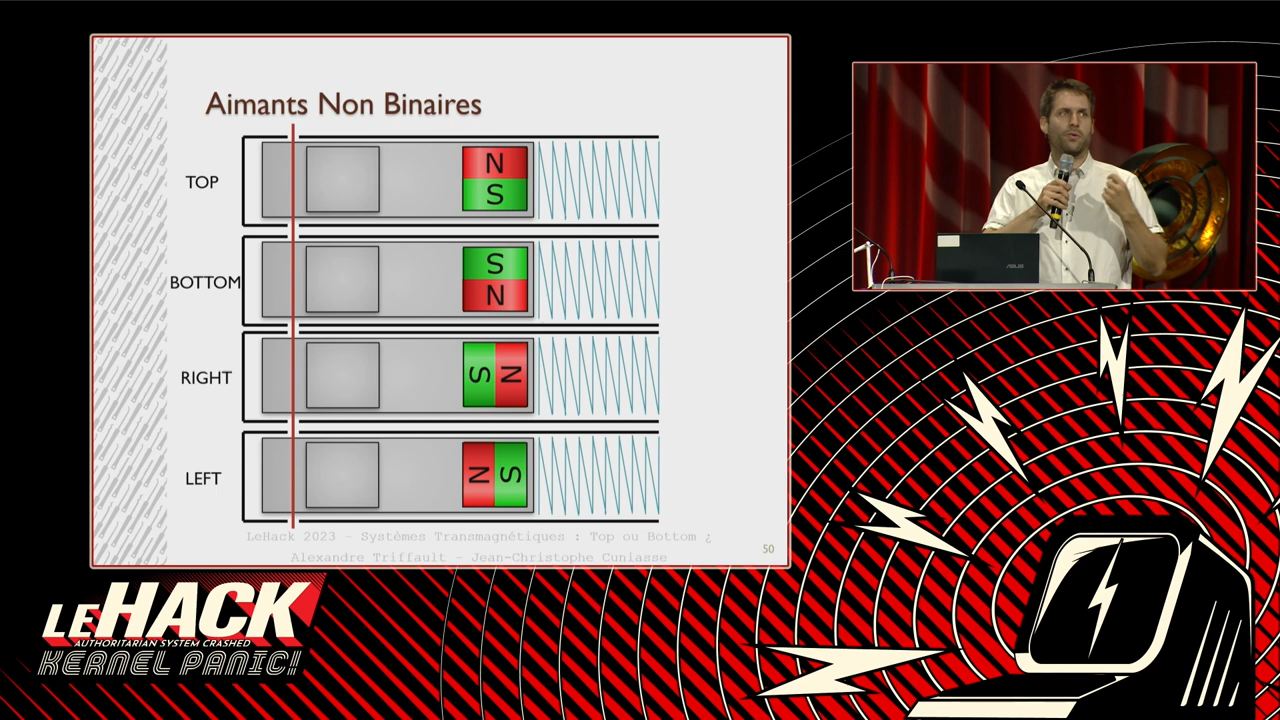 Aimants Non Binaires
TOP
N
S
BOTTOM
S
N
RIGHT
S N
LEFT
N S
LeHack 2023 - Systèmes Transmagnétiques : Top ou Bottom ¿
Alexandre Triffault - Jean-Christophe Cuniasse
50
ASUS
LEHACK
AUTHORITARIAN SYSTEM CRASHED
KERNEL PANIC!